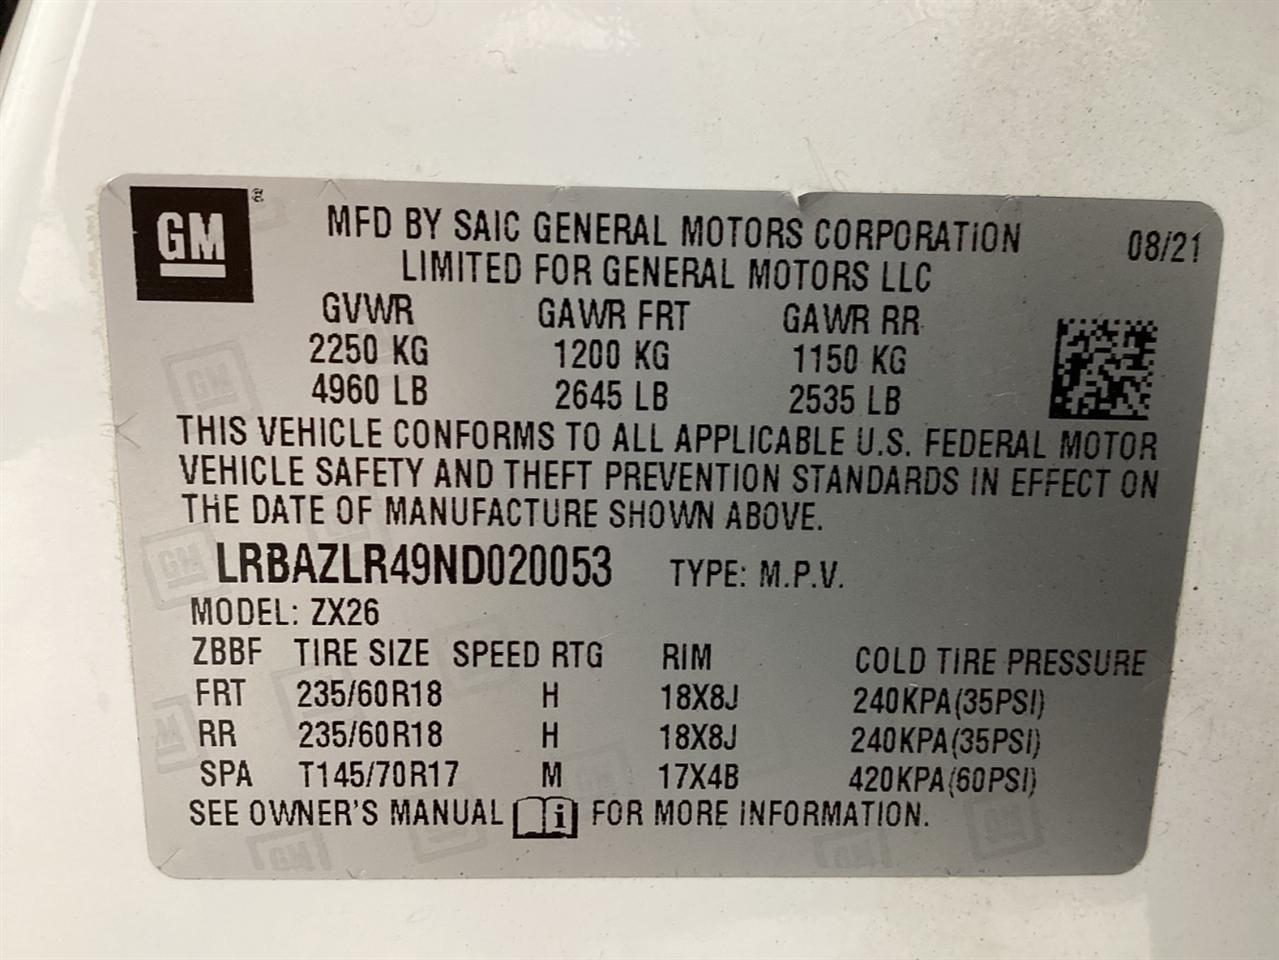 GM
MFD BY SAIC GENERAL MOTORS CORPORATION
LIMITED FOR GENERAL MOTORS LLC
08/21
GVWR GAWR FRT GAWR RR
2250 KG 1200 KG 1150 KG
4960 LB 2645 LB 2535 LB
THIS VEHICLE CONFORMS TO ALL APPLICABLE U.S. FEDERAL MOTOR
VEHICLE SAFETY AND THEFT PREVENTION STANDARDS IN EFFECT ON
THE DATE OF MANUFACTURE SHOWN ABOVE.
LRBAZLR49ND020053 TYPE: M.P.V.
MODEL: ZX26
ZBBF TIRE SIZE SPEED RTG RIM COLD TIRE PRESSURE
FRT 235/60R18 H 18X8J 240KPA(35PSI)
RR 235/60R18 H 18X8J 240KPA(35PSI)
SPA T145/70R17 M 17X4B 420KPA(60PSI)
SEE OWNER'S MANUAL i FOR MORE INFORMATION.